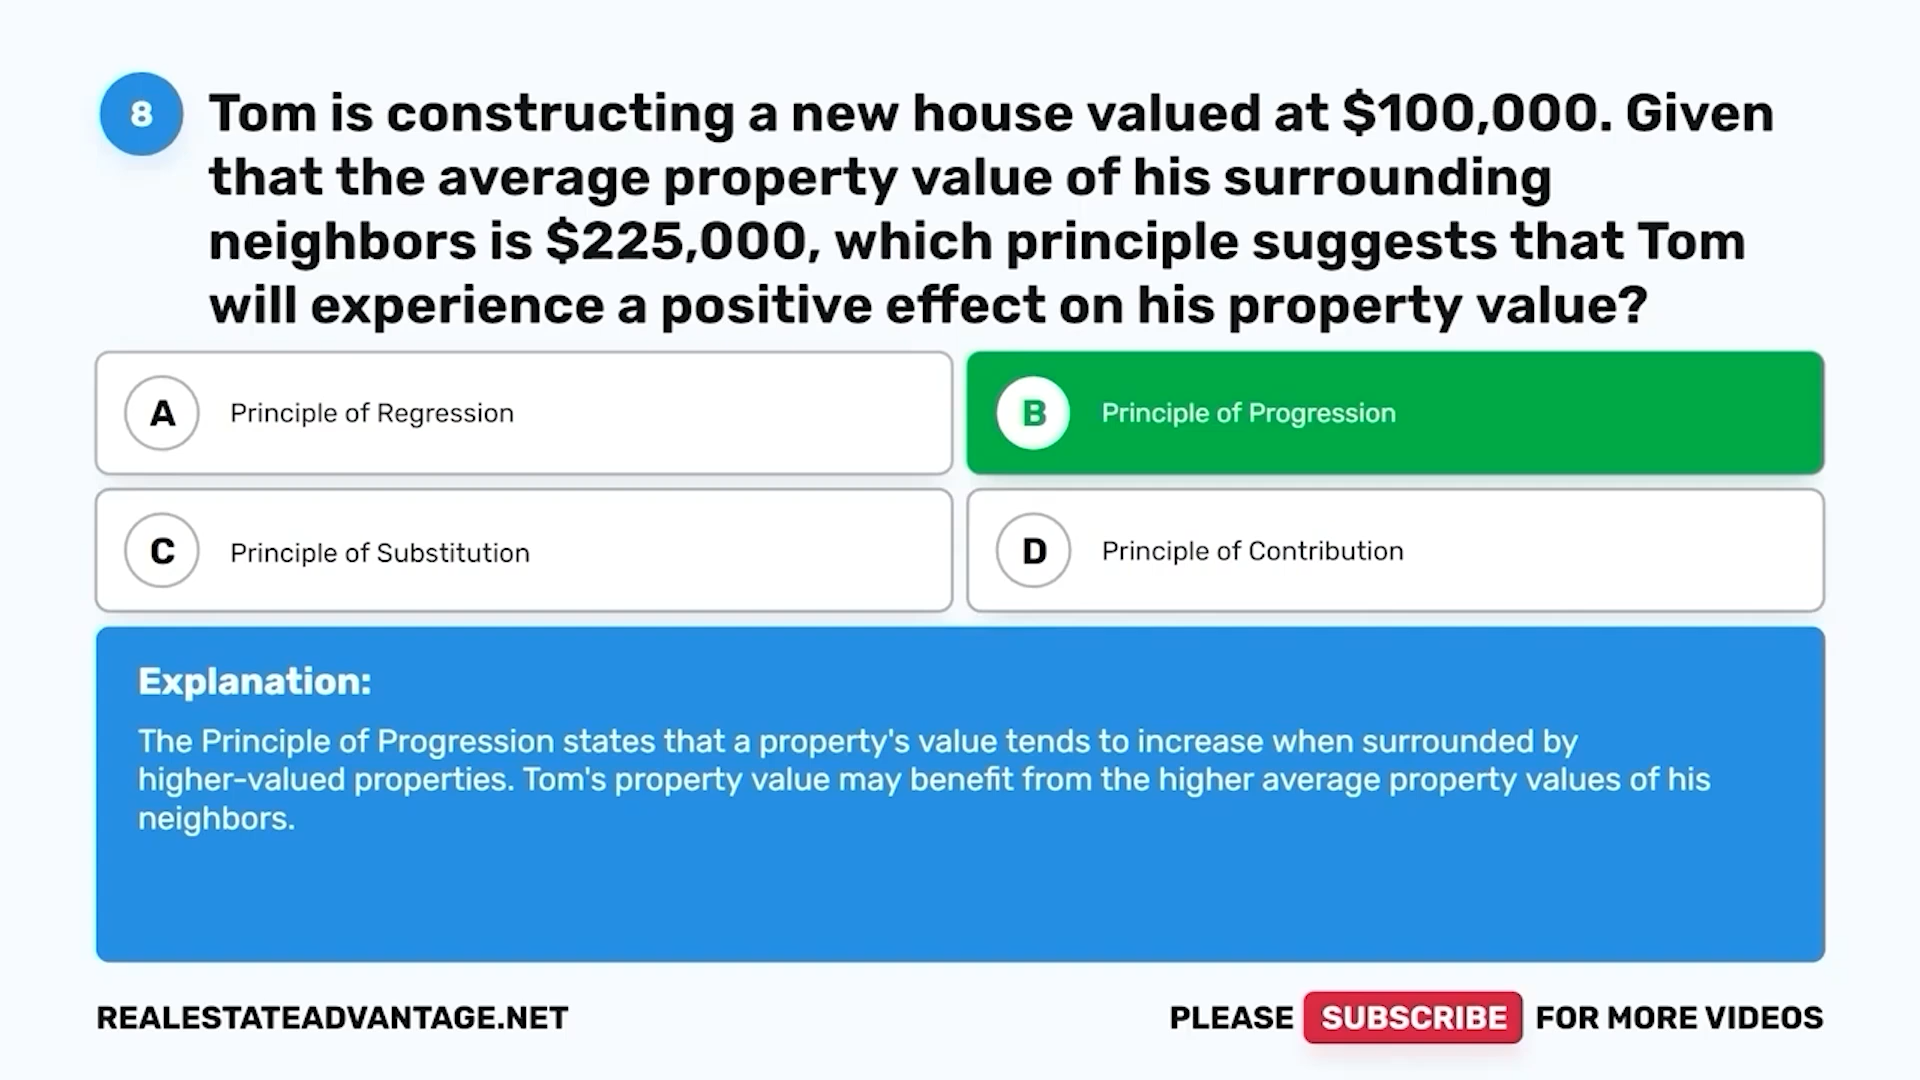 8
Tom is constructing a new house valued at $100,000. Given
that the average property value of his surrounding
neighbors is $225,000, which principle suggests that Tom
will experience a positive effect on his property value?
A Principle of Regression
B Principle of Progression
C Principle of Substitution
D Principle of Contribution
Explanation:
The Principle of Progression states that a property's value tends to increase when surrounded by
higher-valued properties. Tom's property value may benefit from the higher average property values of his
neighbors.
REALESTATEADVANTAGE.NET
PLEASE SUBSCRIBE FOR MORE VIDEOS